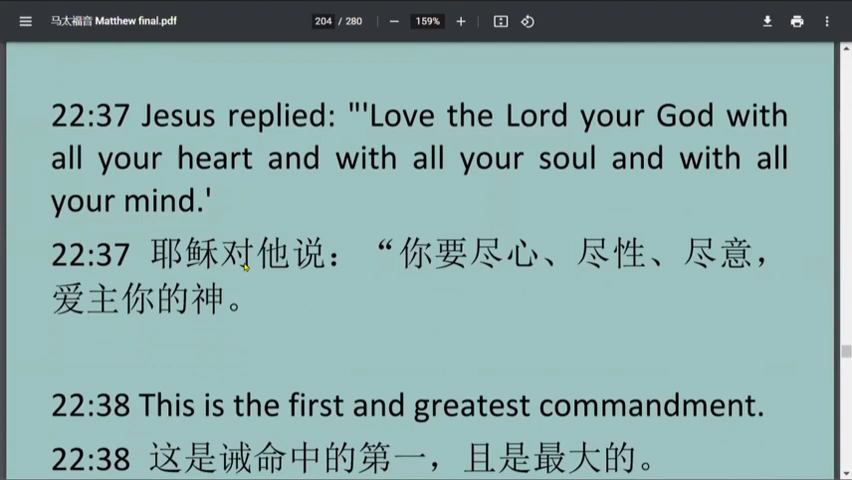 马太福音 Matthew final.pdf
204 / 280
159%
22:37 Jesus replied: "'Love the Lord your God with
all your heart and with all your soul and with all
your mind.'
22:37 耶稣对他说：“你要尽心、尽性、尽意，
爱主你的神。
22:38 This is the first and greatest commandment.
22:38 这是诫命中的第一，且是最大的。